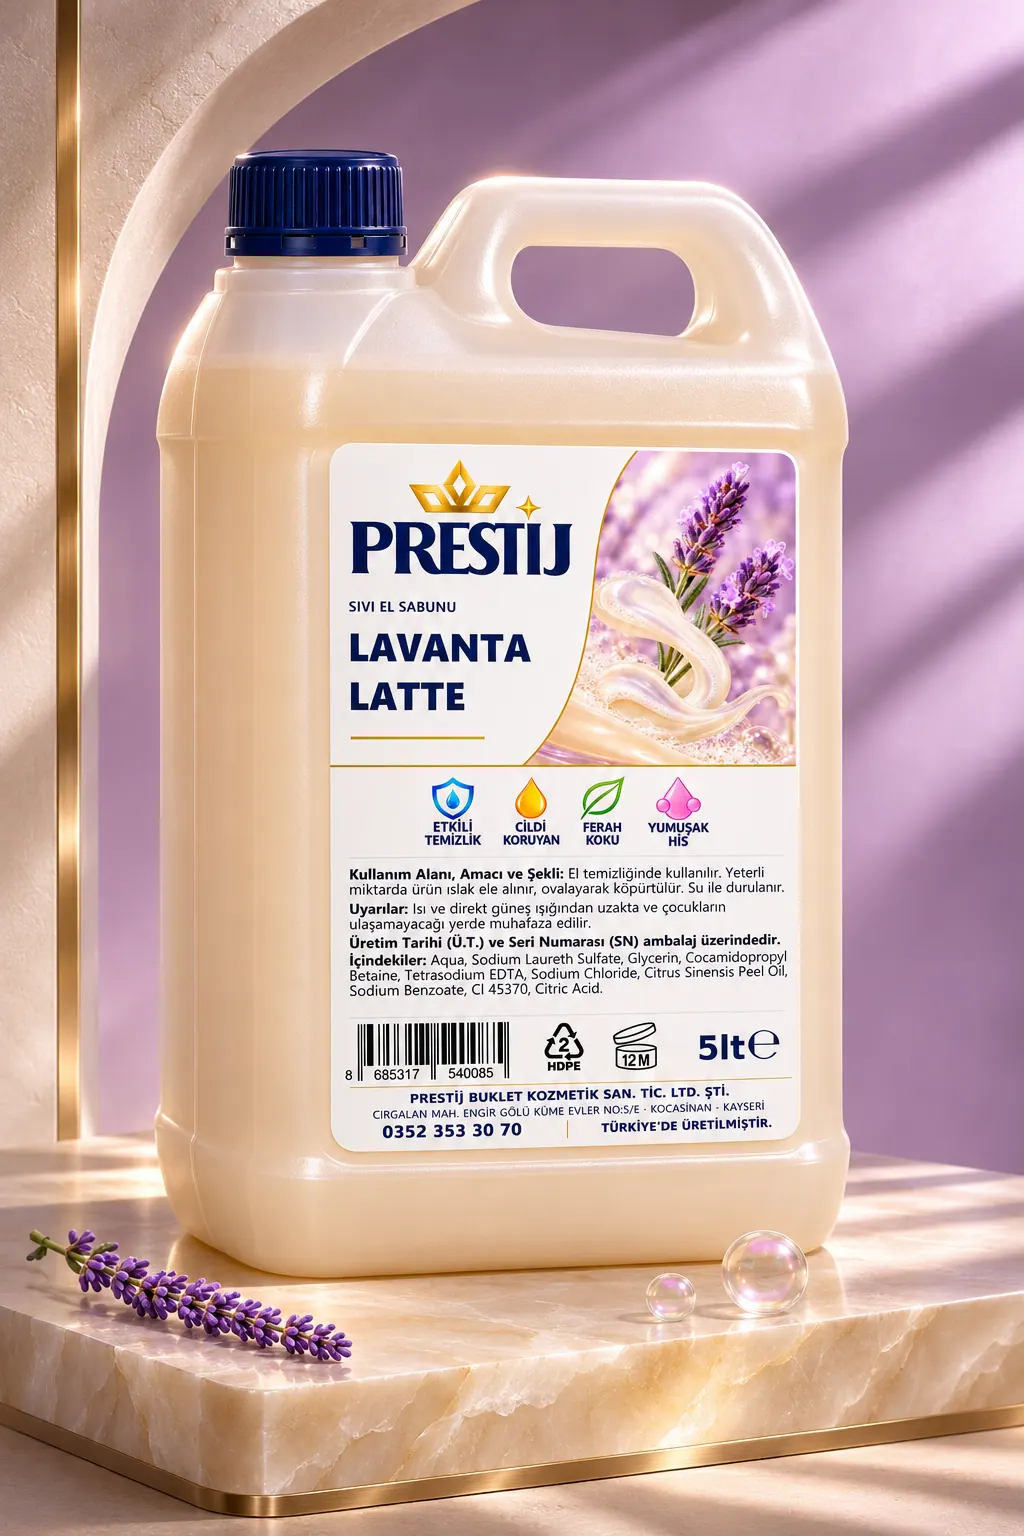 PRESTİJ
SIVI EL SABUNU
LAVANTA
LATTE
ETKİLİ
TEMİZLİK
CİLDİ
KORUYAN
FERAH
KOKU
YUMUŞAK
HİS
Kullanım Alanı, Amacı ve Şekli: El temizliğinde kullanılır. Yeterli
miktarda ürün ıslak ele alınır, ovalayarak köpürtülür. Su ile durulanır.
Uyarılar: Isı ve direkt güneş ışığından uzakta ve çocukların
ulaşamayacağı yerde muhafaza edilir.
Üretim Tarihi (Ü.T.) ve Seri Numarası (SN) ambalaj üzerindedir.
İçindekiler: Aqua, Sodium Laureth Sulfate, Glycerin, Cocamidopropyl
Betaine, Tetrasodium EDTA, Sodium Chloride, Citrus Sinensis Peel Oil,
Sodium Benzoate, CI 45370, Citric Acid.
8 685317 540085
2
HDPE
12 M
5lt ℮
PRESTİJ BUKLET KOZMETİK SAN. TİC. LTD. ŞTİ.
CIRGALAN MAH. ENGİR GÖLÜ KÜME EVLER NO:5/E · KOCASİNAN - KAYSERİ
0352 353 30 70
TÜRKİYE'DE ÜRETİLMİŞTİR.